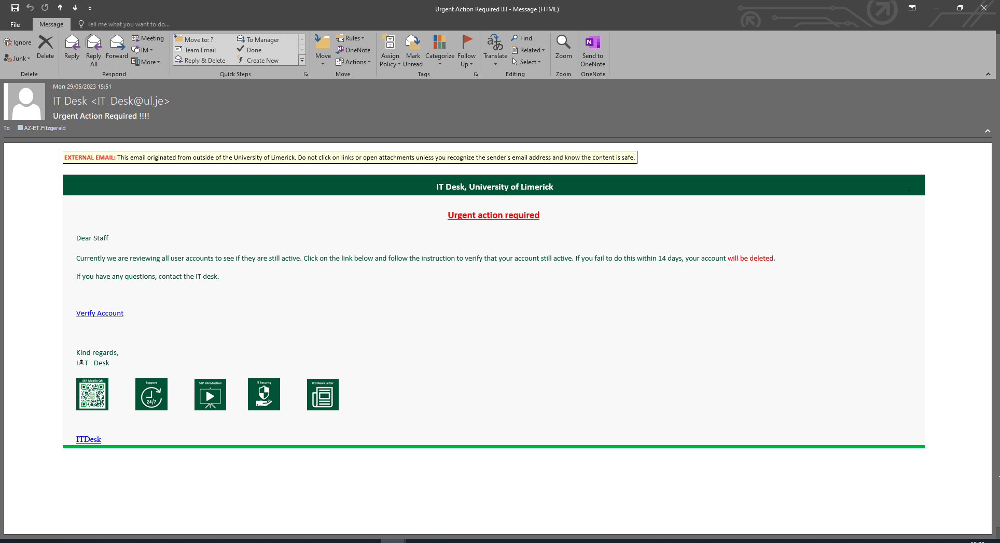 Urgent Action Required !!!! - Message (HTML)
File Message Tell me what you want to do...
Ignore
Junk
Delete
Reply
Reply All
Forward
Meeting
IM
More
Move to: ?
Team Email
Reply & Delete
To Manager
Done
Create New
Move
Rules
OneNote
Actions
Assign Policy
Mark Unread
Categorize
Follow Up
Translate
Find
Related
Select
Zoom
Send to OneNote
Delete Respond Quick Steps Move Tags Editing Zoom OneNote
Mon 29/05/2023 15:51
IT Desk <IT_Desk@ul.je>
Urgent Action Required !!!!
To AZ-ET.Fitzgerald
EXTERNAL EMAIL: This email originated from outside of the University of Limerick. Do not click on links or open attachments unless you recognize the sender's email address and know the content is safe.
IT Desk, University of Limerick
Urgent action required
Dear Staff
Currently we are reviewing all user accounts to see if they are still active. Click on the link below and follow the instruction to verify that your account still active. If you fail to do this within 14 days, your account will be deleted.
If you have any questions, contact the IT desk.
Verify Account
Kind regards,
I☠T Desk
SSP Mobile QR
Support
24/7
SSP Introduction
IT Security
ITD News Letter
ITDesk